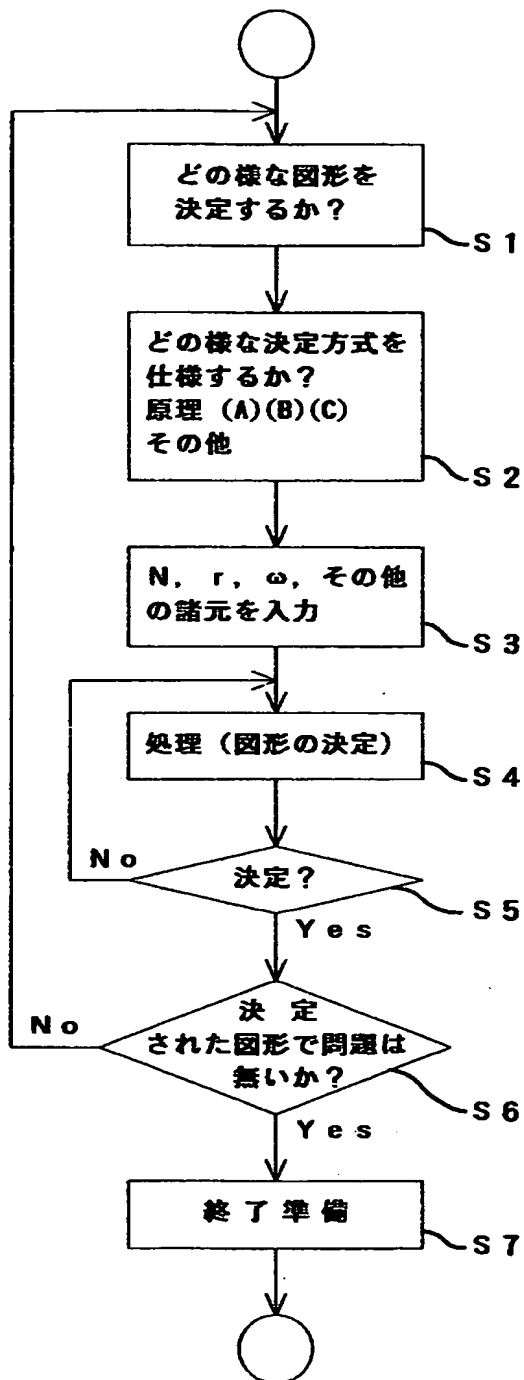 どの様な図形を
決定するか?
S1
どの様な決定方式を
仕様するか?
原理 (A)(B)(C)
その他
S2
N, r, ω, その他
の諸元を入力
S3
処理(図形の決定)
S4
No
決定?
S5
Yes
No
決 定
された図形で問題は
無いか?
S6
Yes
終了準備
S7